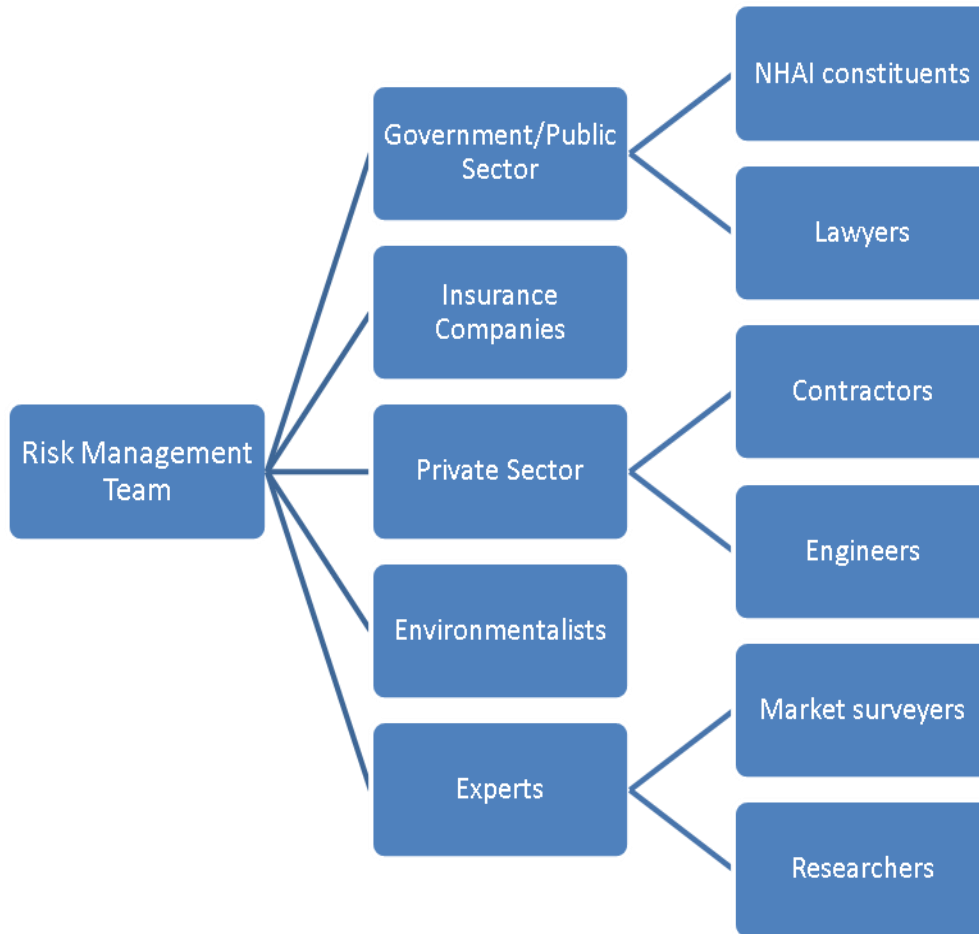 Risk Management
Team
Government/Public
Sector
Insurance
Companies
Private Sector
Environmentalists
Experts
NHAI constituents
Lawyers
Contractors
Engineers
Market surveyers
Researchers